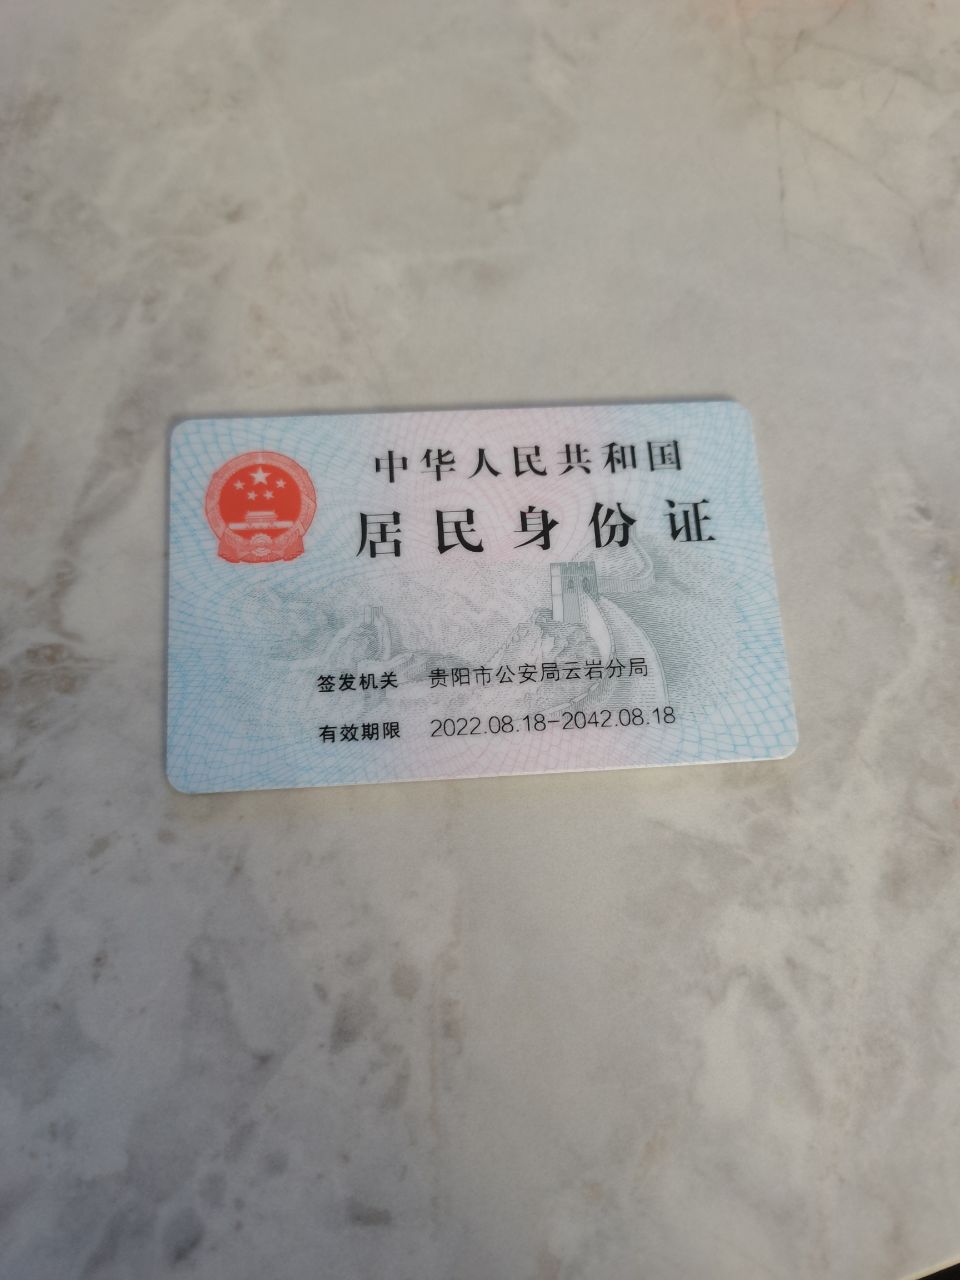 中华人民共和国
居民身份证
签发机关 贵阳市公安局云岩分局
有效期限 2022.08.18-2042.08.18